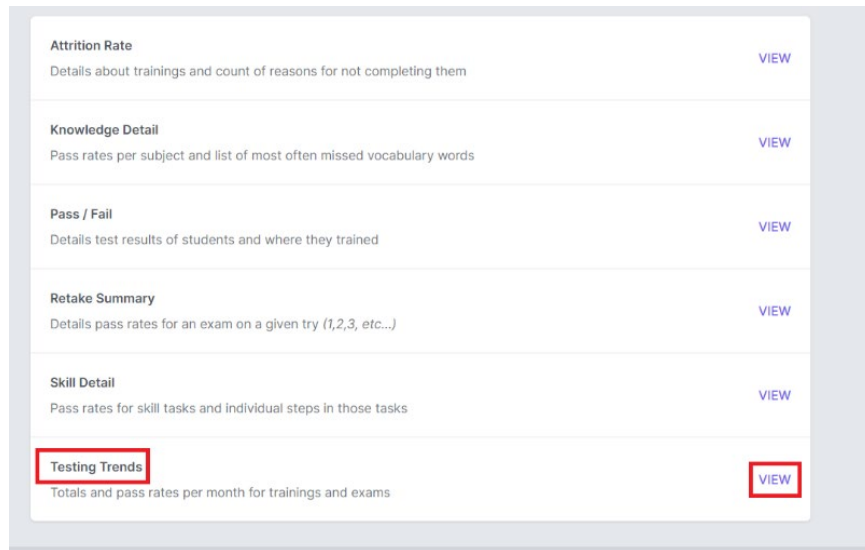 Attrition Rate
Details about trainings and count of reasons for not completing them
VIEW
Knowledge Detail
Pass rates per subject and list of most often missed vocabulary words
VIEW
Pass / Fail
Details test results of students and where they trained
VIEW
Retake Summary
Details pass rates for an exam on a given try (1,2,3, etc...)
VIEW
Skill Detail
Pass rates for skill tasks and individual steps in those tasks
VIEW
Testing Trends
Totals and pass rates per month for trainings and exams
VIEW